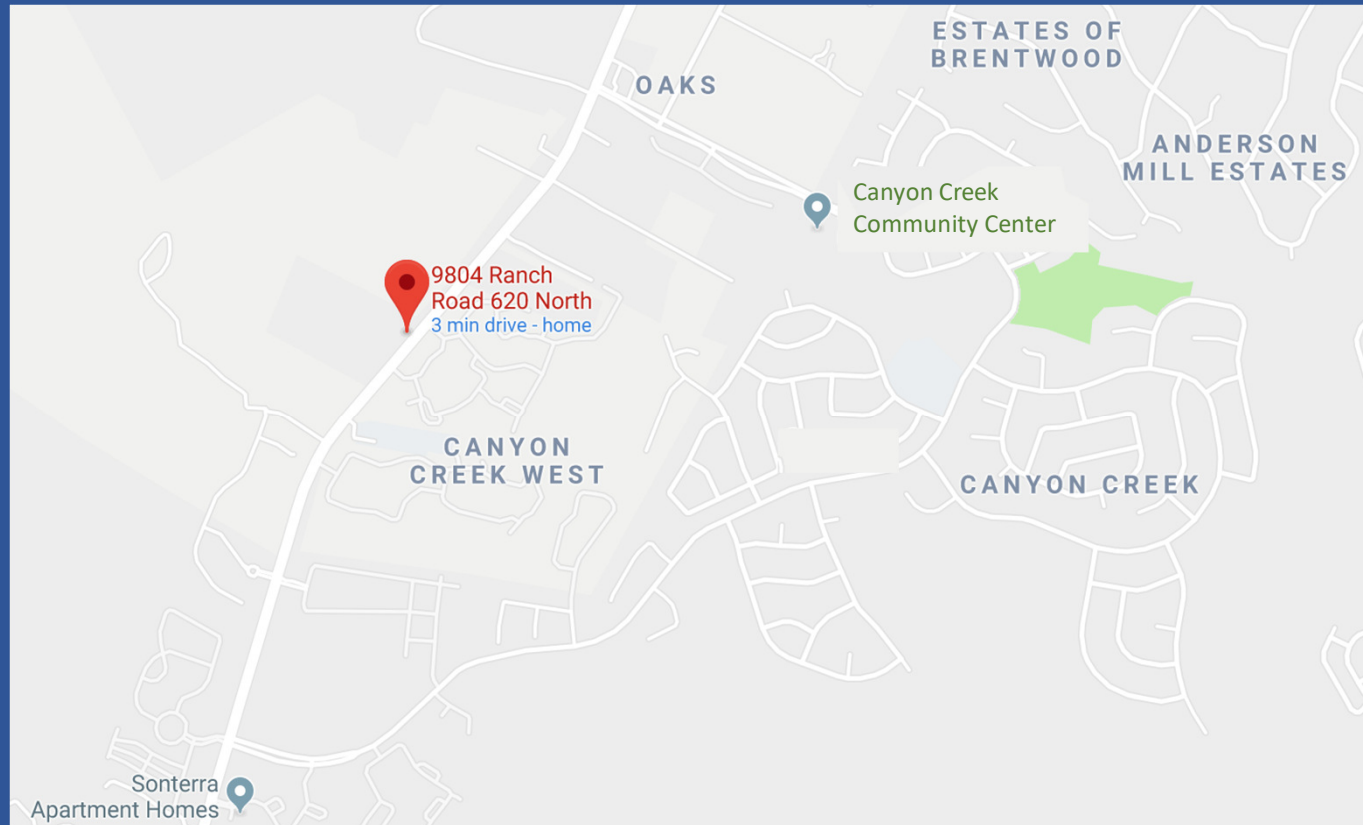 ESTATES OF
BRENTWOOD
OAKS
ANDERSON
MILL ESTATES
Canyon Creek
Community Center
9804 Ranch
Road 620 North
3 min drive - home
CANYON
CREEK WEST
CANYON CREEK
Sonterra
Apartment Homes